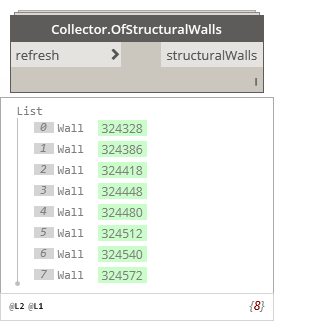 Collector.OfStructuralWalls
refresh > structuralWalls
l
List
0 Wall 324328
1 Wall 324386
2 Wall 324418
3 Wall 324448
4 Wall 324480
5 Wall 324512
6 Wall 324540
7 Wall 324572
@L2 @L1 {8}